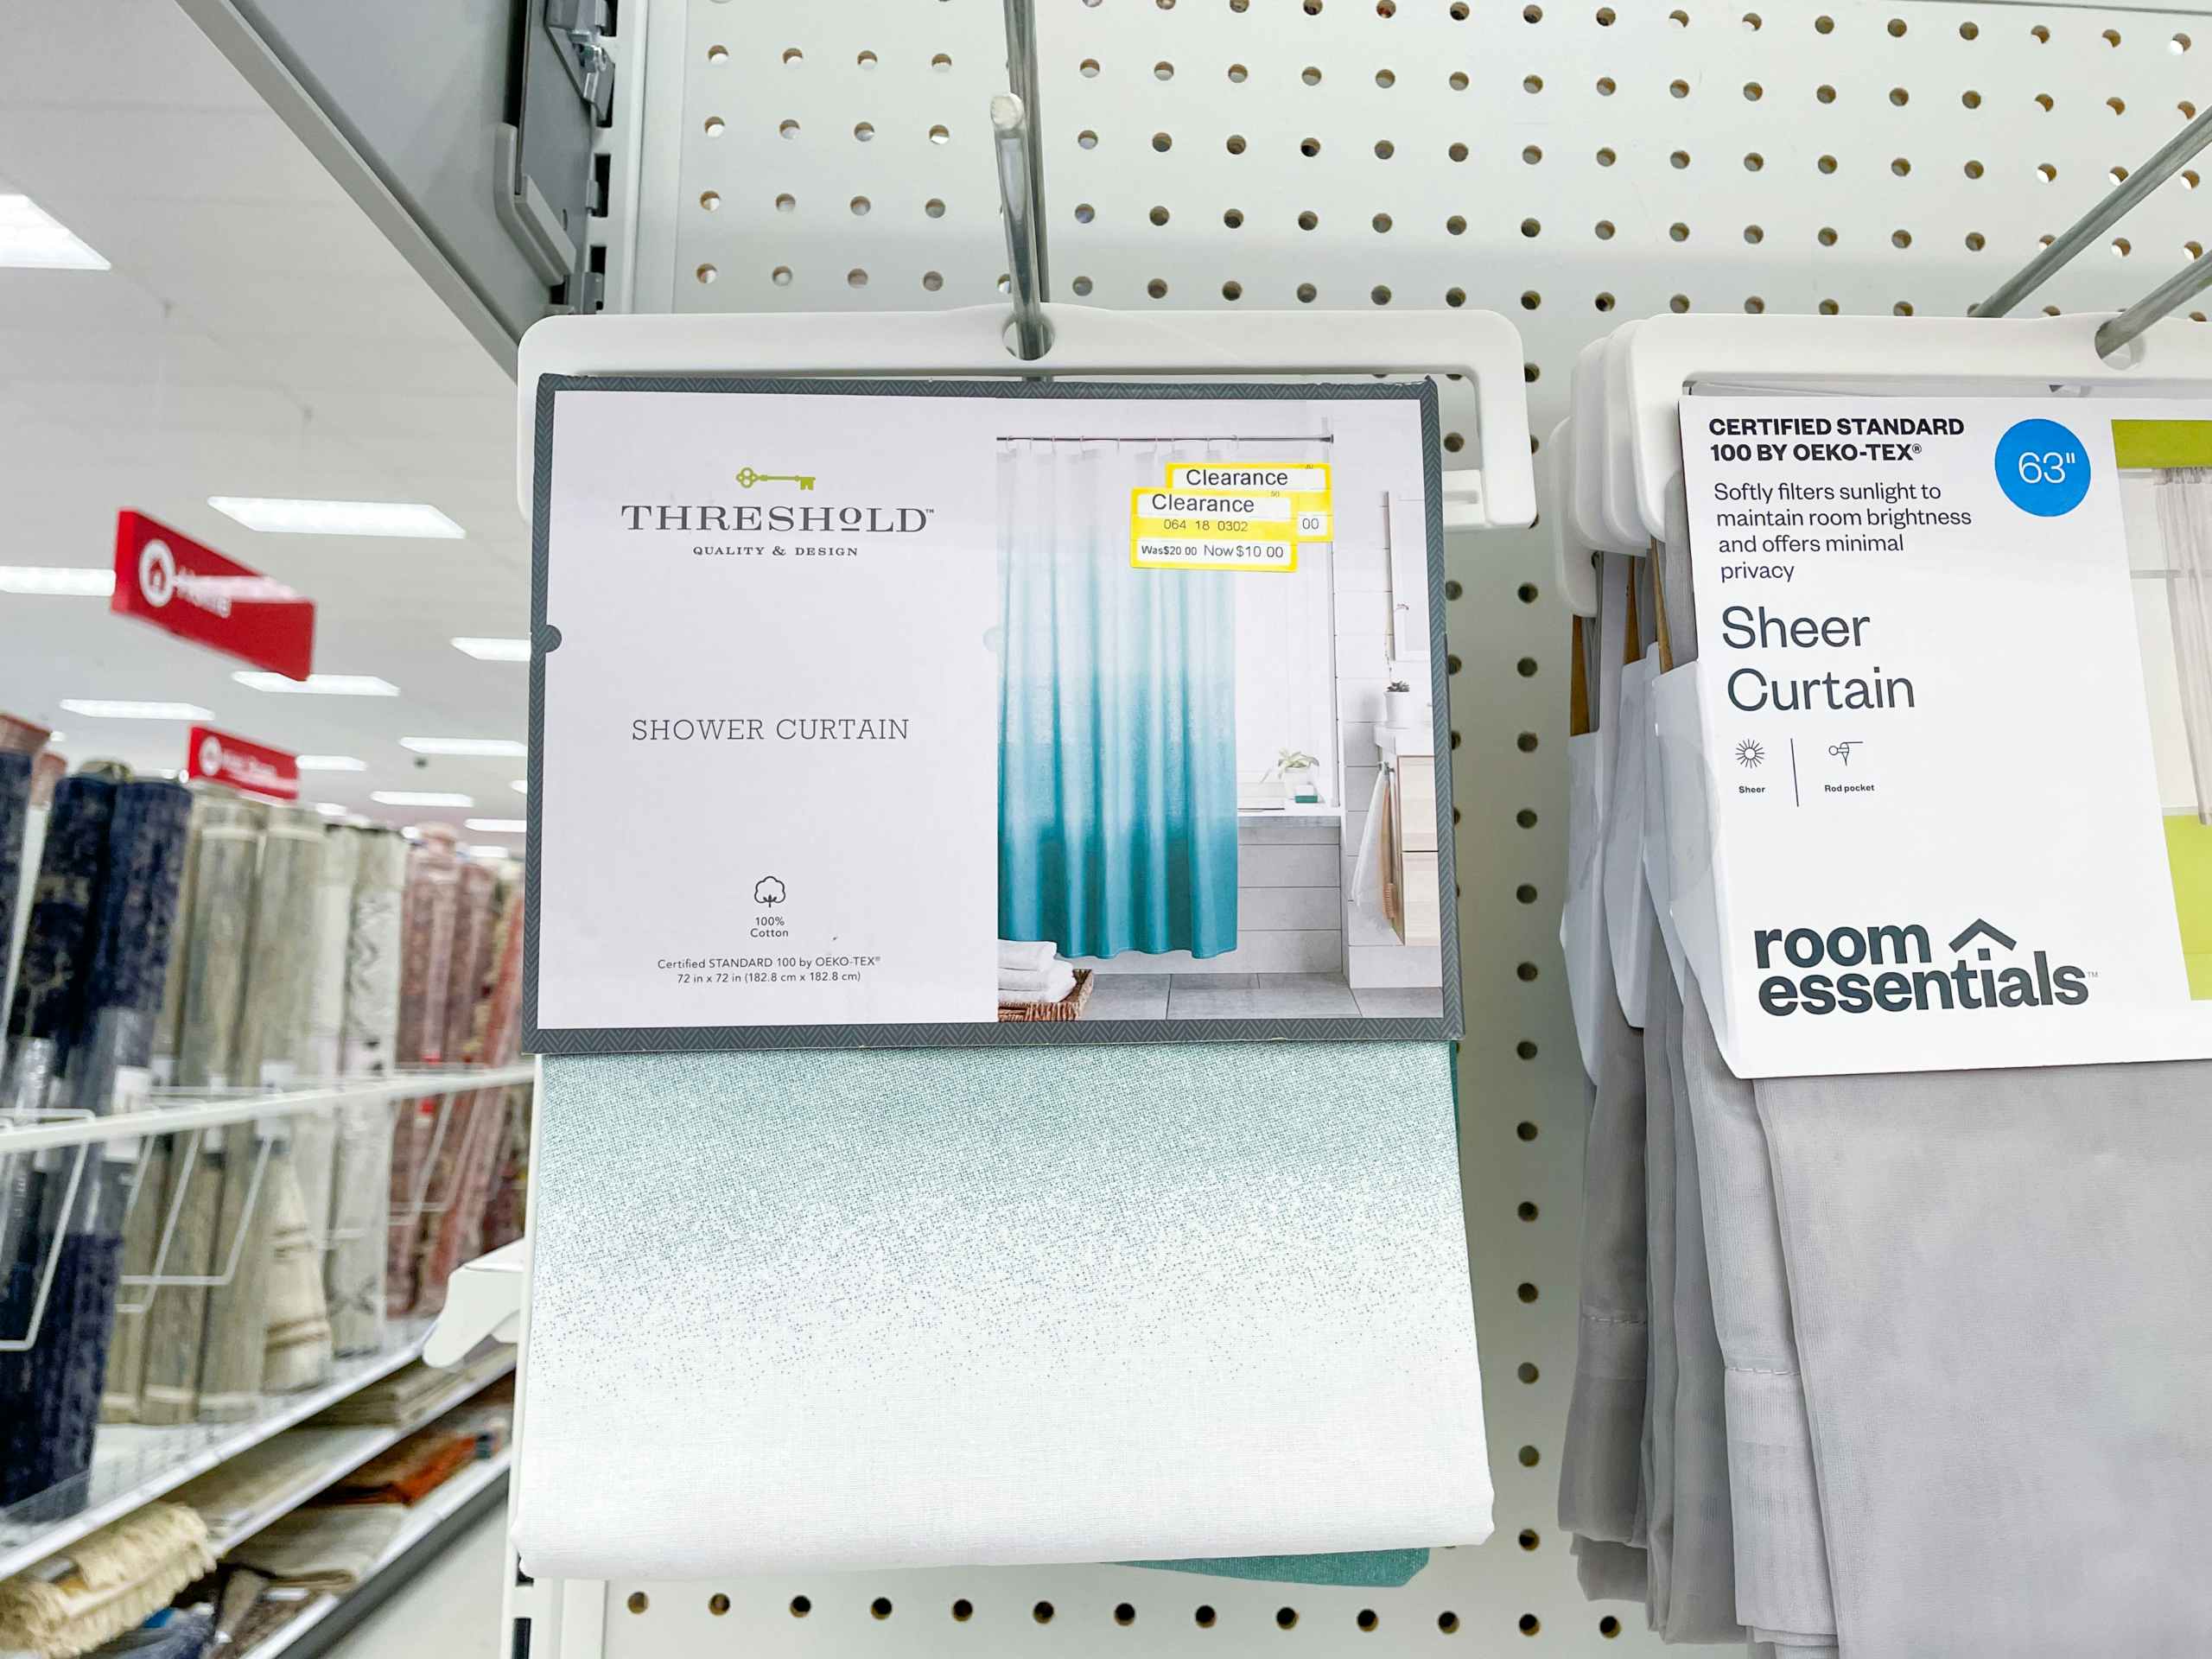 THRESHOLD™
QUALITY & DESIGN
SHOWER CURTAIN
100%
Cotton
Certified STANDARD 100 by OEKO-TEX®
72 in x 72 in (182.8 cm x 182.8 cm)
Clearance
30
Clearance
50
064 18 0302
00
Was$20 00 Now $10 00
CERTIFIED STANDARD
100 BY OEKO-TEX®
63"
Softly filters sunlight to
maintain room brightness
and offers minimal
privacy
Sheer
Curtain
Sheer
Rod pocket
room
essentials™